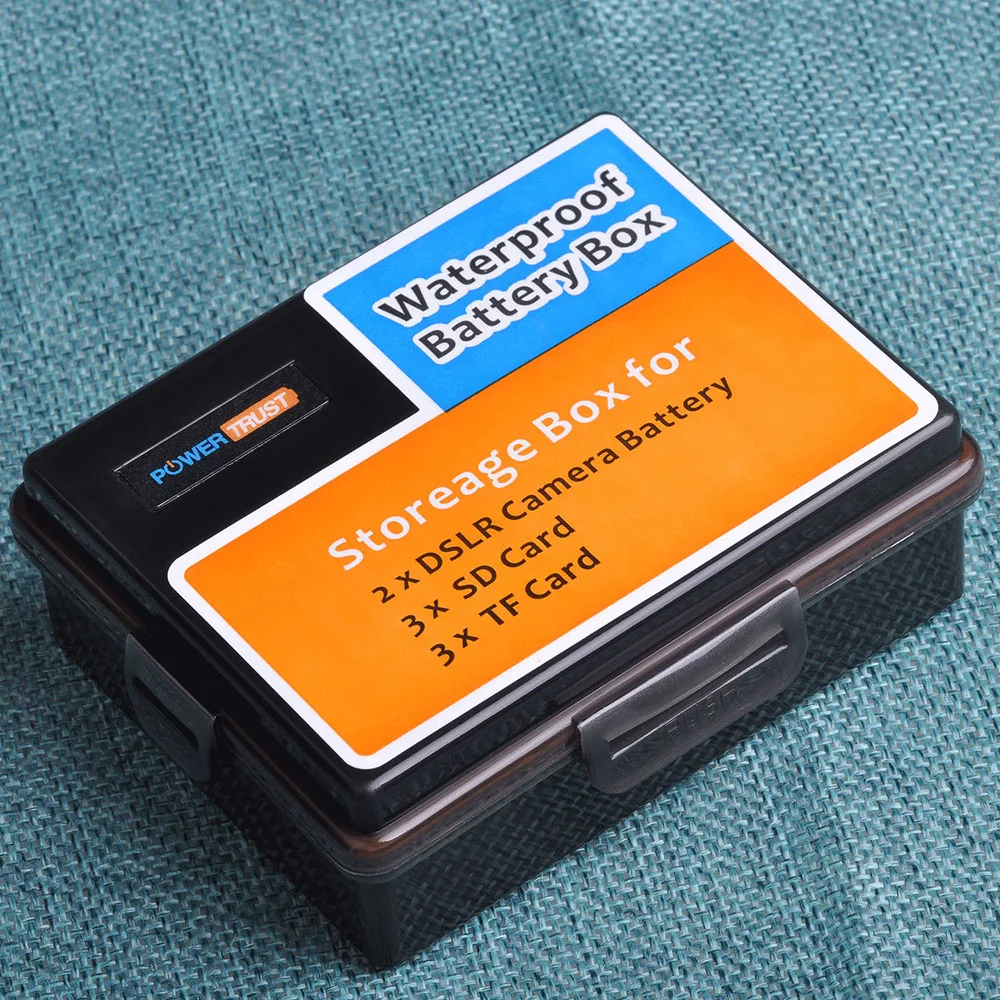 Waterproof
Battery Box
POWER TRUST
Storeage Box for
2 x DSLR Camera Battery
3 x SD Card
3 x TF Card